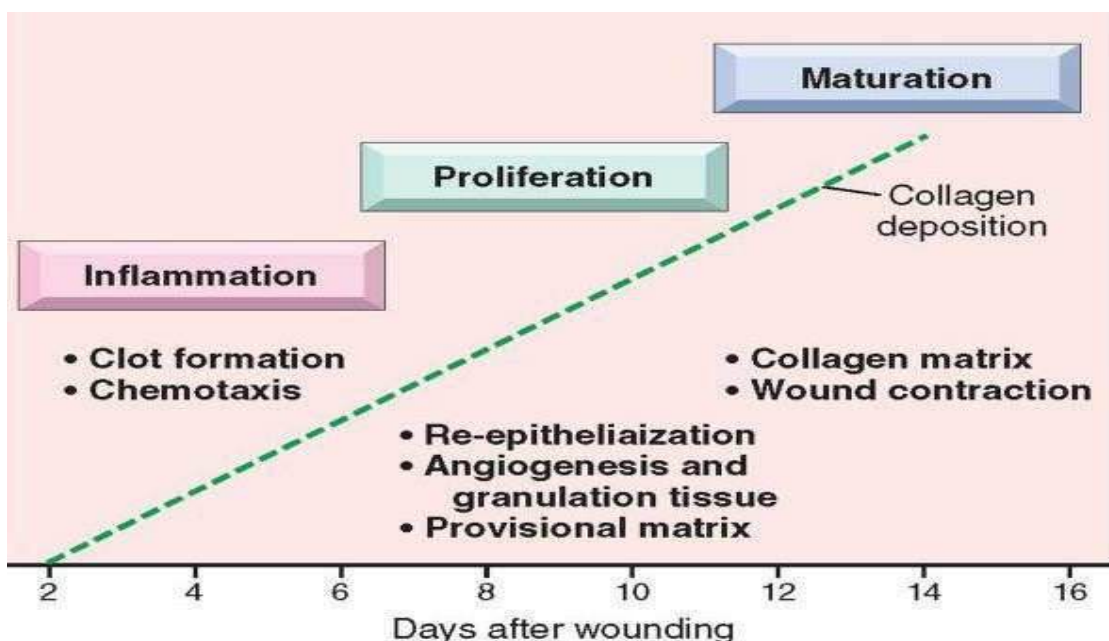 Maturation
Proliferation
Collagen
deposition
Inflammation
• Clot formation
• Chemotaxis
• Collagen matrix
• Wound contraction
• Re-epitheliaization
• Angiogenesis and
granulation tissue
• Provisional matrix
2 4 6 8 10 12 14 16
Days after wounding